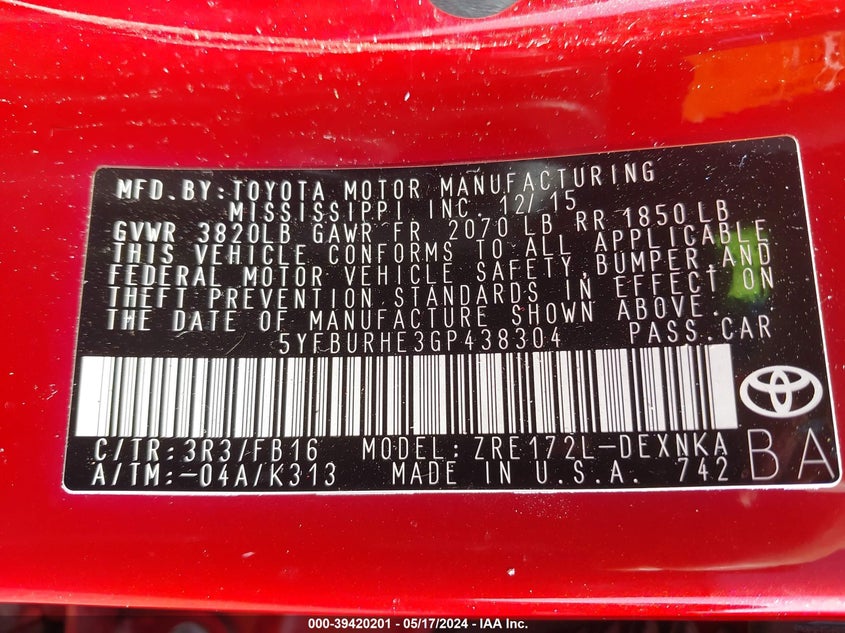 MFD.BY:TOYOTA MOTOR MANUFACTURING
MISSISSIPPI INC. 12/15
GVWR 3820LB GAWR FR 2070 LB RR 1850 LB
THIS VEHICLE CONFORMS TO ALL APPLICABLE
FEDERAL MOTOR VEHICLE SAFETY,BUMPER,AND
THEFT PREVENTION STANDARDS IN EFFECT ON
THE DATE OF MANUFACTURE SHOWN ABOVE.
5YFBURHE3GP438304 PASS.CAR
C/TR:3R3/FB16 MODEL:ZRE172L-DEXNKA
A/TM:-04A/K313 MADE IN U.S.A. 742
BA
000-39420201 - 05/17/2024 - IAA Inc.